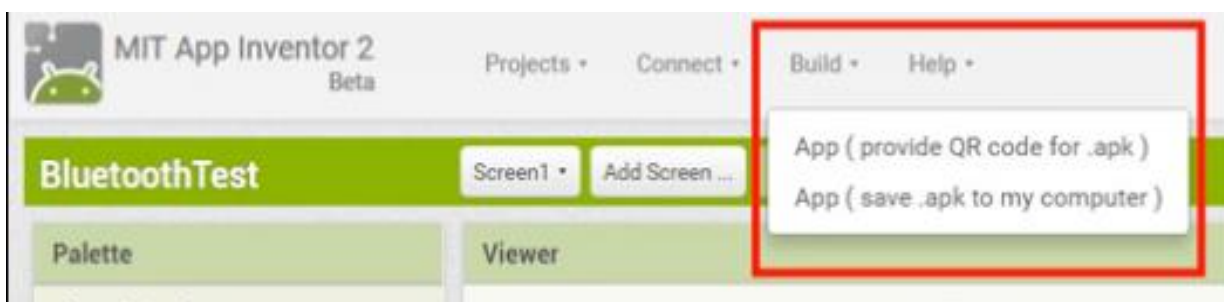 MIT App Inventor 2
Beta
Projects
Connect
Build
Help
App ( provide QR code for .apk )
App ( save .apk to my computer )
BluetoothTest
Screen1
Add Screen ...
Palette
Viewer